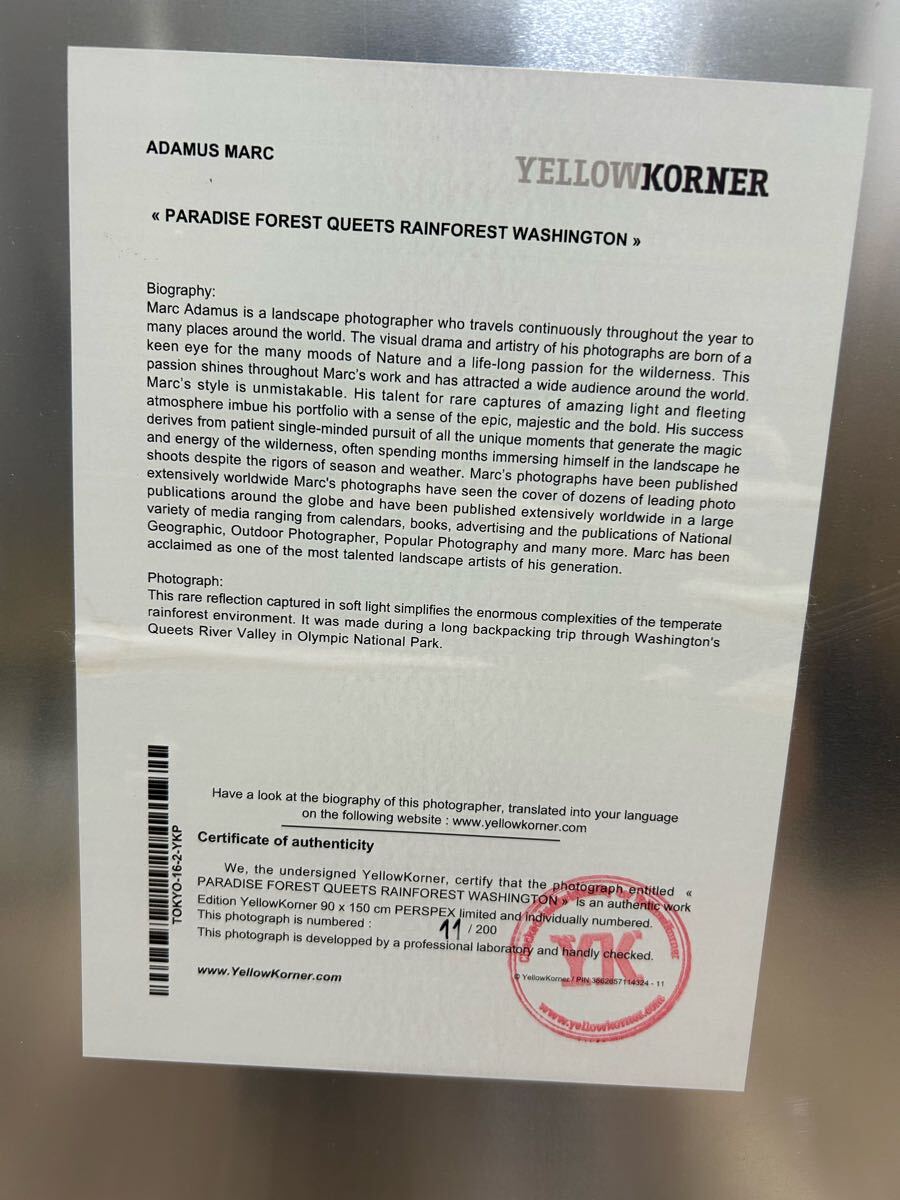 ADAMUS MARC
YELLOWKORNER
« PARADISE FOREST QUEETS RAINFOREST WASHINGTON »
Biography:
Marc Adamus is a landscape photographer who travels continuously throughout the year to
many places around the world. The visual drama and artistry of his photographs are born of a
keen eye for the many moods of Nature and a life-long passion for the wilderness. This
passion shines throughout Marc's work and has attracted a wide audience around the world.
Marc's style is unmistakable. His talent for rare captures of amazing light and fleeting
atmosphere imbue his portfolio with a sense of the epic, majestic and the bold. His success
derives from patient single-minded pursuit of all the unique moments that generate the magic
and energy of the wilderness, often spending months immersing himself in the landscape he
shoots despite the rigors of season and weather. Marc's photographs have been published
extensively worldwide Marc's photographs have seen the cover of dozens of leading photo
publications around the globe and have been published extensively worldwide in a large
variety of media ranging from calendars, books, advertising and the publications of National
Geographic, Outdoor Photographer, Popular Photography and many more. Marc has been
acclaimed as one of the most talented landscape artists of his generation.
Photograph:
This rare reflection captured in soft light simplifies the enormous complexities of the temperate
rainforest environment. It was made during a long backpacking trip through Washington's
Queets River Valley in Olympic National Park.
Have a look at the biography of this photographer, translated into your language
on the following website : www.yellowkorner.com
TOKYO-16-2-YKP
Certificate of authenticity
We, the undersigned YellowKorner, certify that the photograph entitled «
PARADISE FOREST QUEETS RAINFOREST WASHINGTON » is an authentic work
Edition YellowKorner 90 x 150 cm PERSPEX limited and individually numbered.
This photograph is numbered : 11 / 200
This photograph is developped by a professional laboratory and handly checked.
www.YellowKorner.com
YK
© YellowKorner / PIN 3662657114324 - 11
www.yellowkorner.com